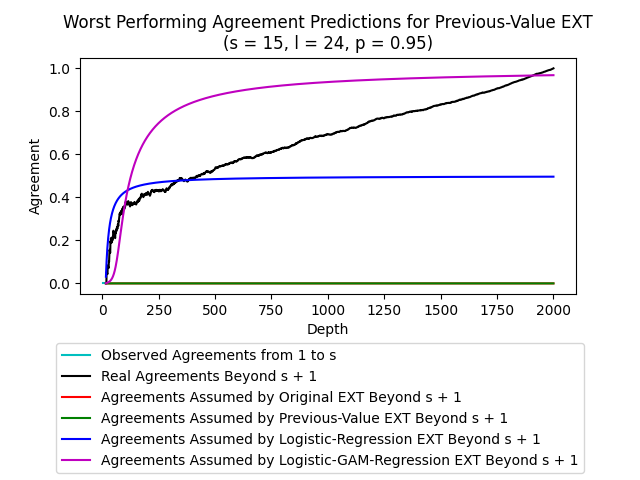 Worst Performing Agreement Predictions for Previous-Value EXT
(s = 15, l = 24, p = 0.95)
1.0
0.8
0.6
0.4
0.2
0.0
Agreement
0 250 500 750 1000 1250 1500 1750 2000
Depth
Observed Agreements from 1 to s
Real Agreements Beyond s + 1
Agreements Assumed by Original EXT Beyond s + 1
Agreements Assumed by Previous-Value EXT Beyond s + 1
Agreements Assumed by Logistic-Regression EXT Beyond s + 1
Agreements Assumed by Logistic-GAM-Regression EXT Beyond s + 1